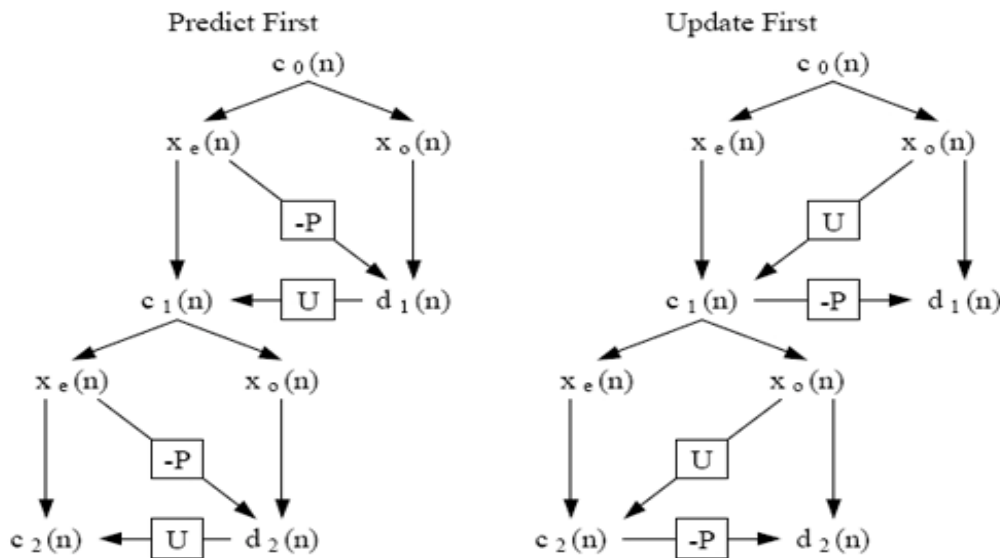 Predict First Update First
c 0 (n) c 0 (n)
x e (n) x o (n) x e (n) x o (n)
-P U
c 1 (n) U d 1 (n) c 1 (n) -P d 1 (n)
x e (n) x o (n) x e (n) x o (n)
-P U
c 2 (n) U d 2 (n) c 2 (n) -P d 2 (n)